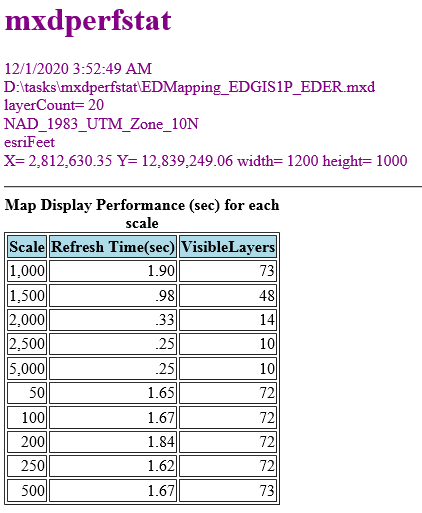 mxdperfstat
12/1/2020 3:52:49 AM
D:\tasks\mxdperfstat\EDMapping_EDGIS1P_EDER.mxd
layerCount= 20
NAD_1983_UTM_Zone_10N
esriFeet
X= 2,812,630.35 Y= 12,839,249.06 width= 1200 height= 1000
Map Display Performance (sec) for each
scale
Scale Refresh Time(sec) VisibleLayers
1,000 1.90 73
1,500 .98 48
2,000 .33 14
2,500 .25 10
5,000 .25 10
50 1.65 72
100 1.67 72
200 1.84 72
250 1.62 72
500 1.67 73